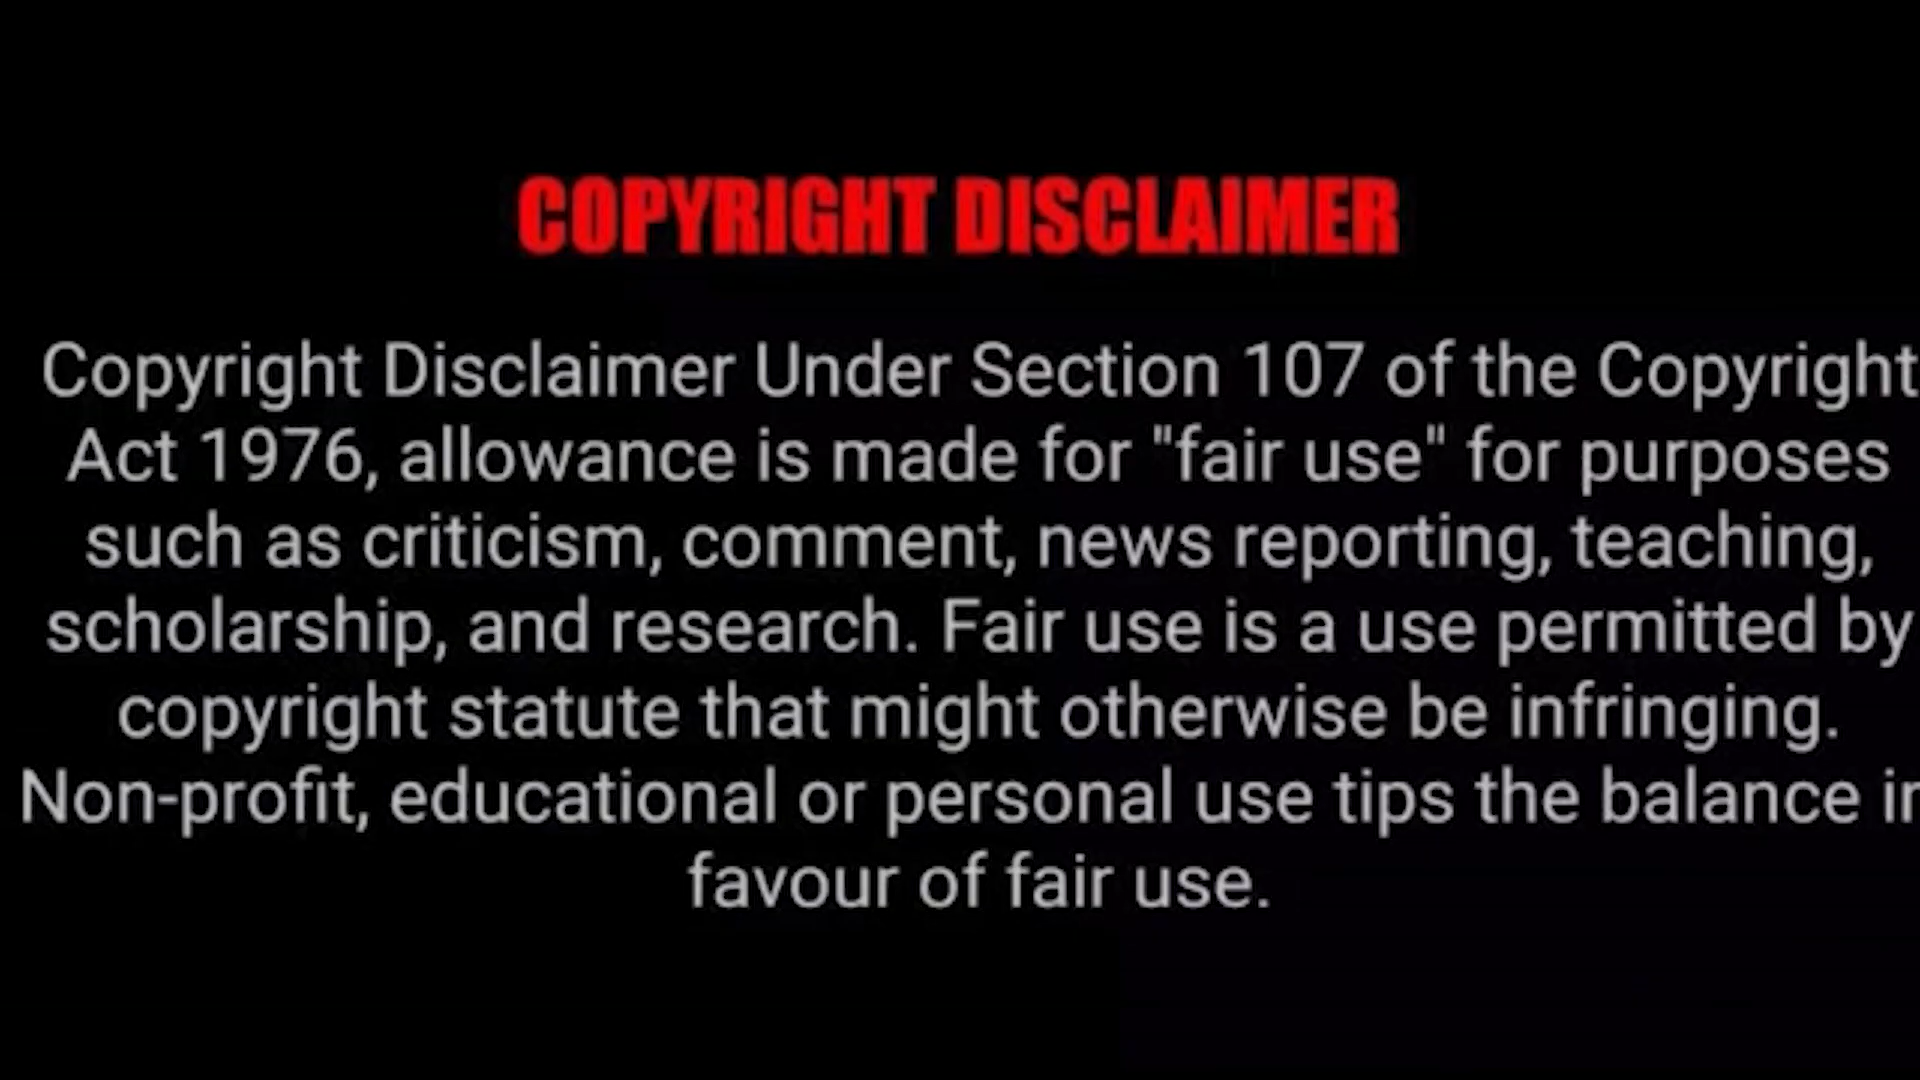 COPYRIGHT DISCLAIMER
Copyright Disclaimer Under Section 107 of the Copyright
Act 1976, allowance is made for "fair use" for purposes
such as criticism, comment, news reporting, teaching,
scholarship, and research. Fair use is a use permitted by
copyright statute that might otherwise be infringing.
Non-profit, educational or personal use tips the balance in
favour of fair use.